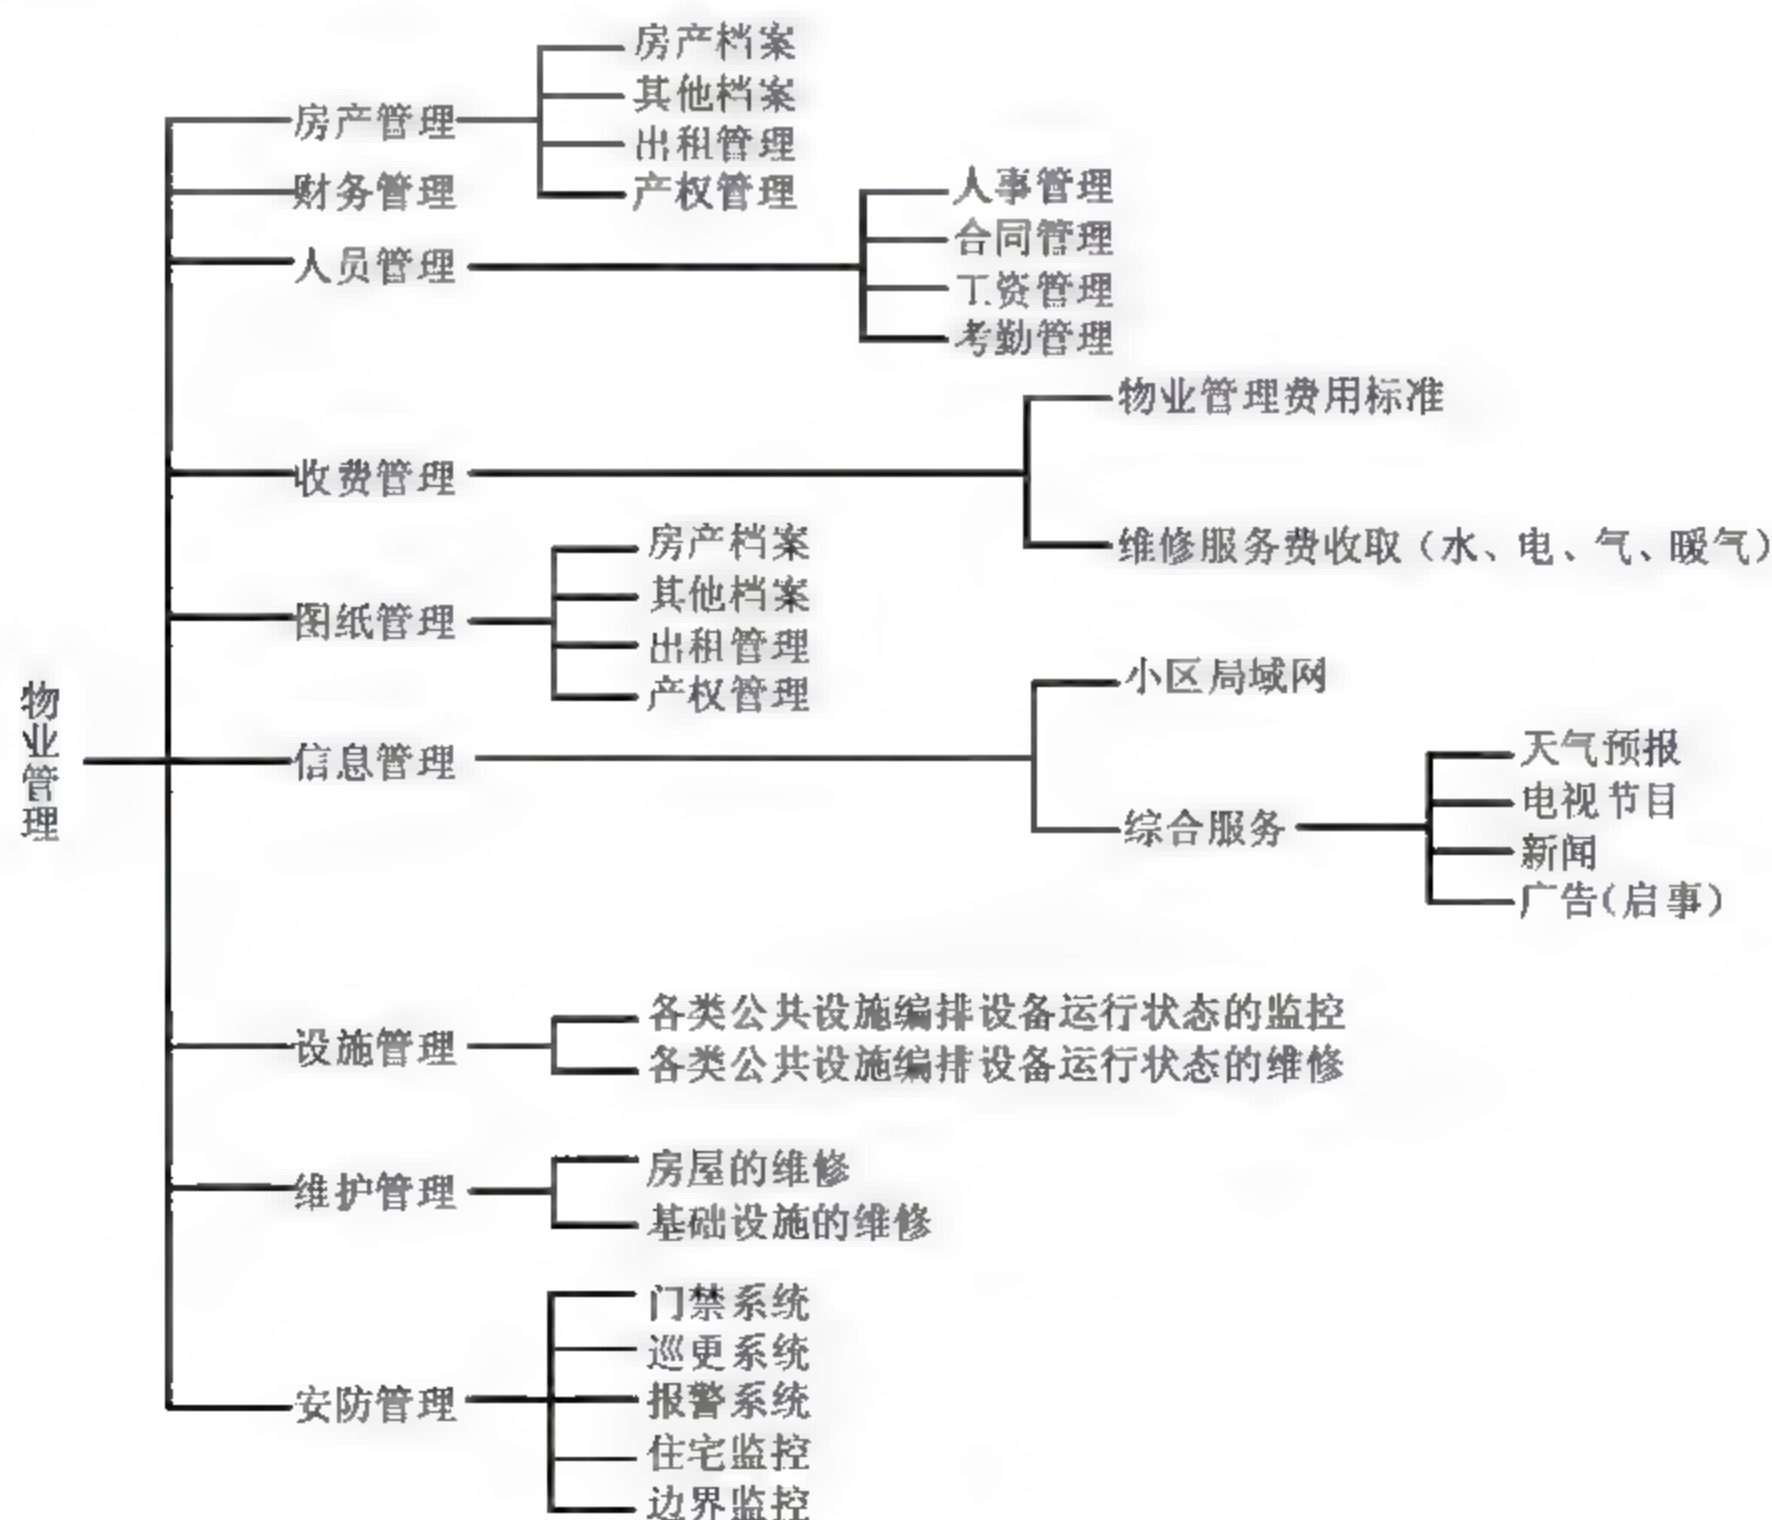 物业管理
房产管理
房产档案
其他档案
出租管理
产权管理
财务管理
人员管理
人事管理
合同管理
工资管理
考勤管理
收费管理
物业管理费用标准
维修服务费收取（水、电、气、暖气）
图纸管理
房产档案
其他档案
出租管理
产权管理
信息管理
小区局域网
综合服务
天气预报
电视节目
新闻
广告(启事)
设施管理
各类公共设施编排设备运行状态的监控
各类公共设施编排设备运行状态的维修
维护管理
房屋的维修
基础设施的维修
安防管理
门禁系统
巡更系统
报警系统
住宅监控
边界监控